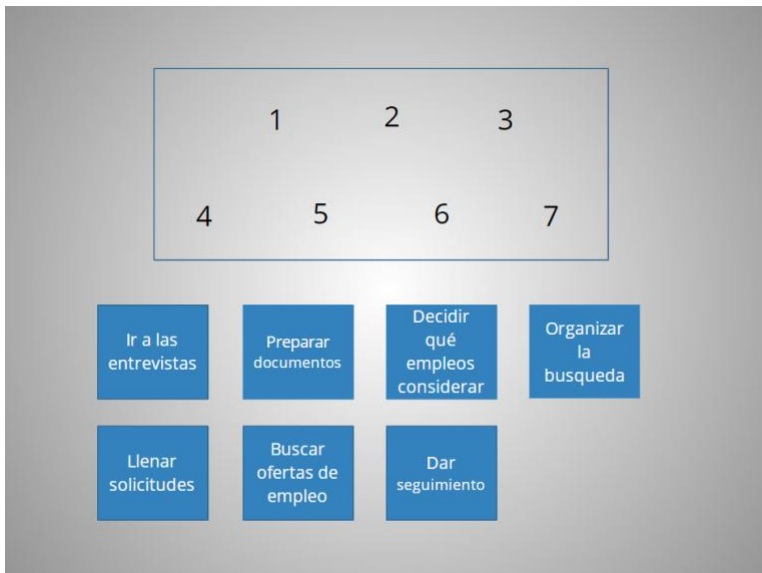 1 2 3
4 5 6 7
Ir a las
entrevistas
Preparar
documentos
Decidir
qué
empleos
considerar
Organizar
la
busqueda
Llenar
solicitudes
Buscar
ofertas de
empleo
Dar
seguimiento